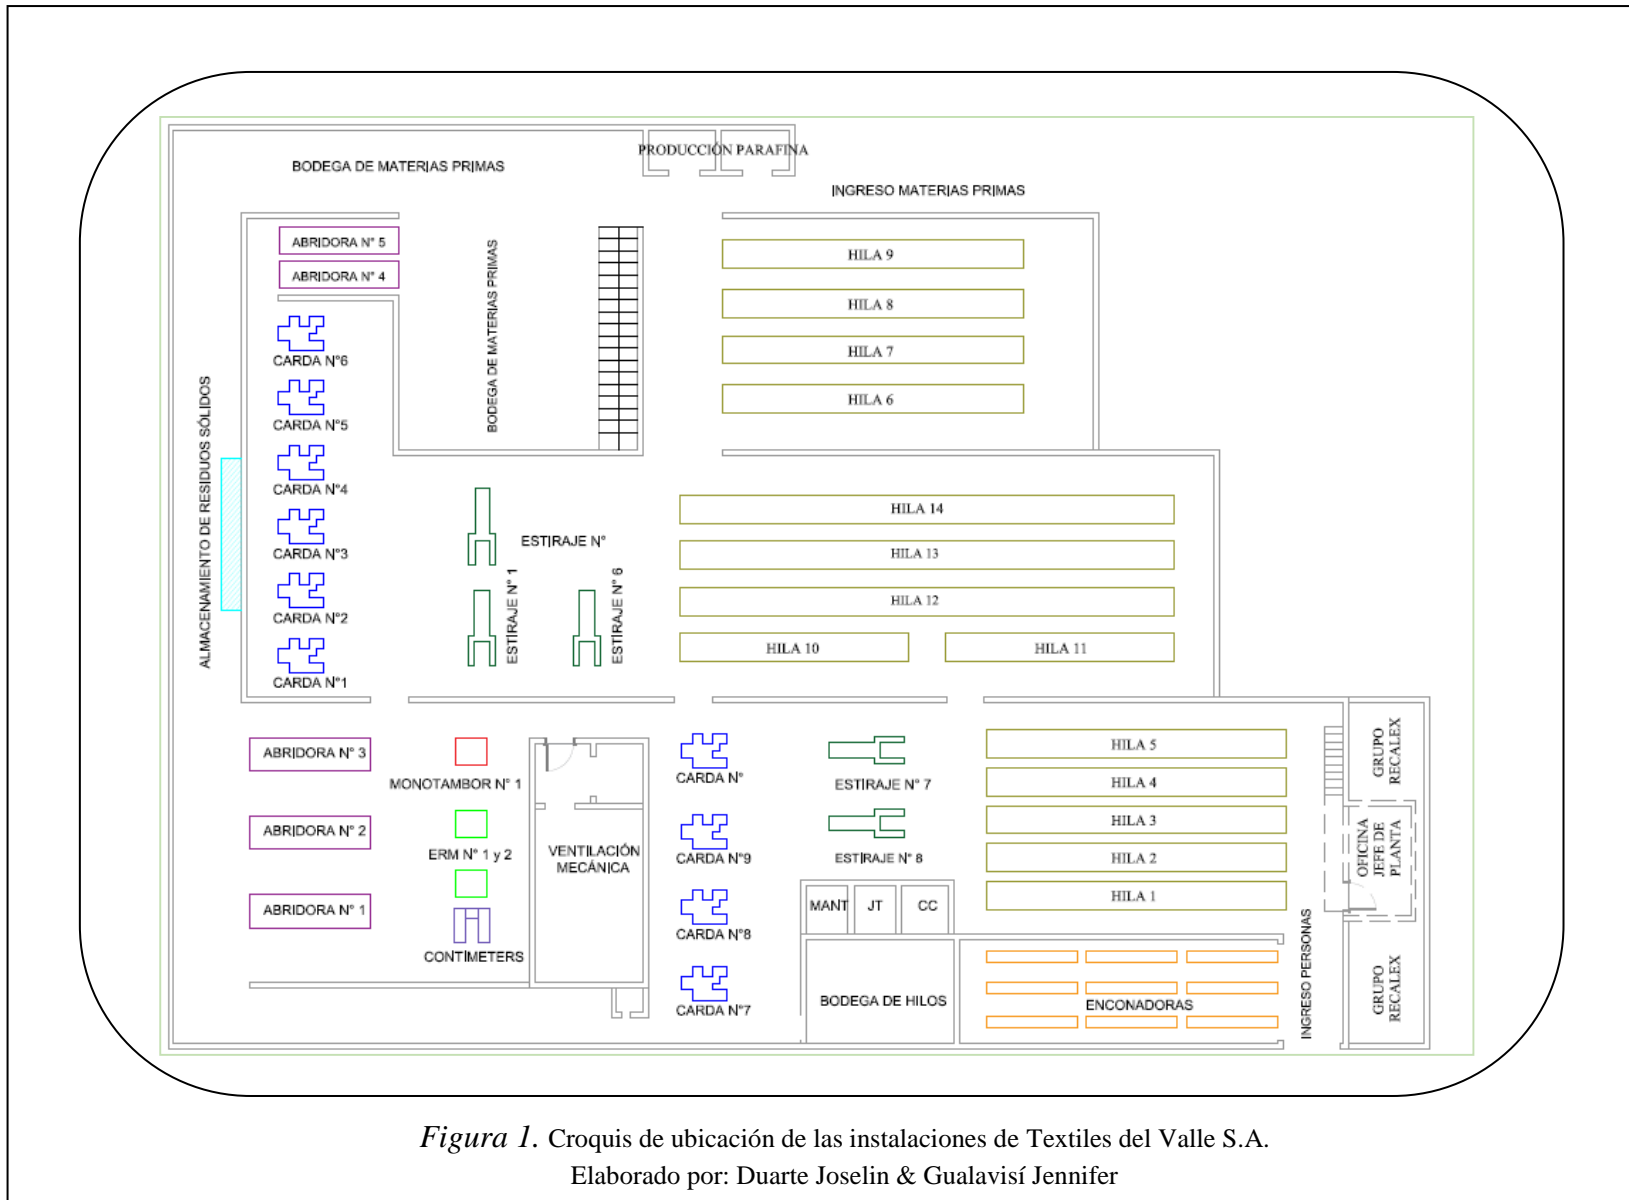 PRODUCCIÓN PARAFINA
BODEGA DE MATERIAS PRIMAS
INGRESO MATERIAS PRIMAS
ABRIDORA N° 5
ABRIDORA N° 4
BODEGA DE MATERIAS PRIMAS
HILA 9
HILA 8
HILA 7
HILA 6
CARDA N°6
CARDA N°5
CARDA N°4
CARDA N°3
CARDA N°2
CARDA N°1
ALMACENAMIENTO DE RESIDUOS SÓLIDOS
ESTIRAJE N°
ESTIRAJE N° 1
ESTIRAJE N° 6
HILA 14
HILA 13
HILA 12
HILA 10
HILA 11
ABRIDORA N° 3
ABRIDORA N° 2
ABRIDORA N° 1
MONOTAMBOR N° 1
ERM N° 1 y 2
CONTIMETERS
VENTILACIÓN
MECÁNICA
CARDA N°
CARDA N°9
CARDA N°8
CARDA N°7
ESTIRAJE N° 7
ESTIRAJE N° 8
MANT
JT
CC
BODEGA DE HILOS
HILA 5
HILA 4
HILA 3
HILA 2
HILA 1
ENCONADORAS
INGRESO PERSONAS
GRUPO
RECALEX
OFICINA
JEFE DE
PLANTA
GRUPO
RECALEX
Figura 1. Croquis de ubicación de las instalaciones de Textiles del Valle S.A.
Elaborado por: Duarte Joselin & Gualavisí Jennifer